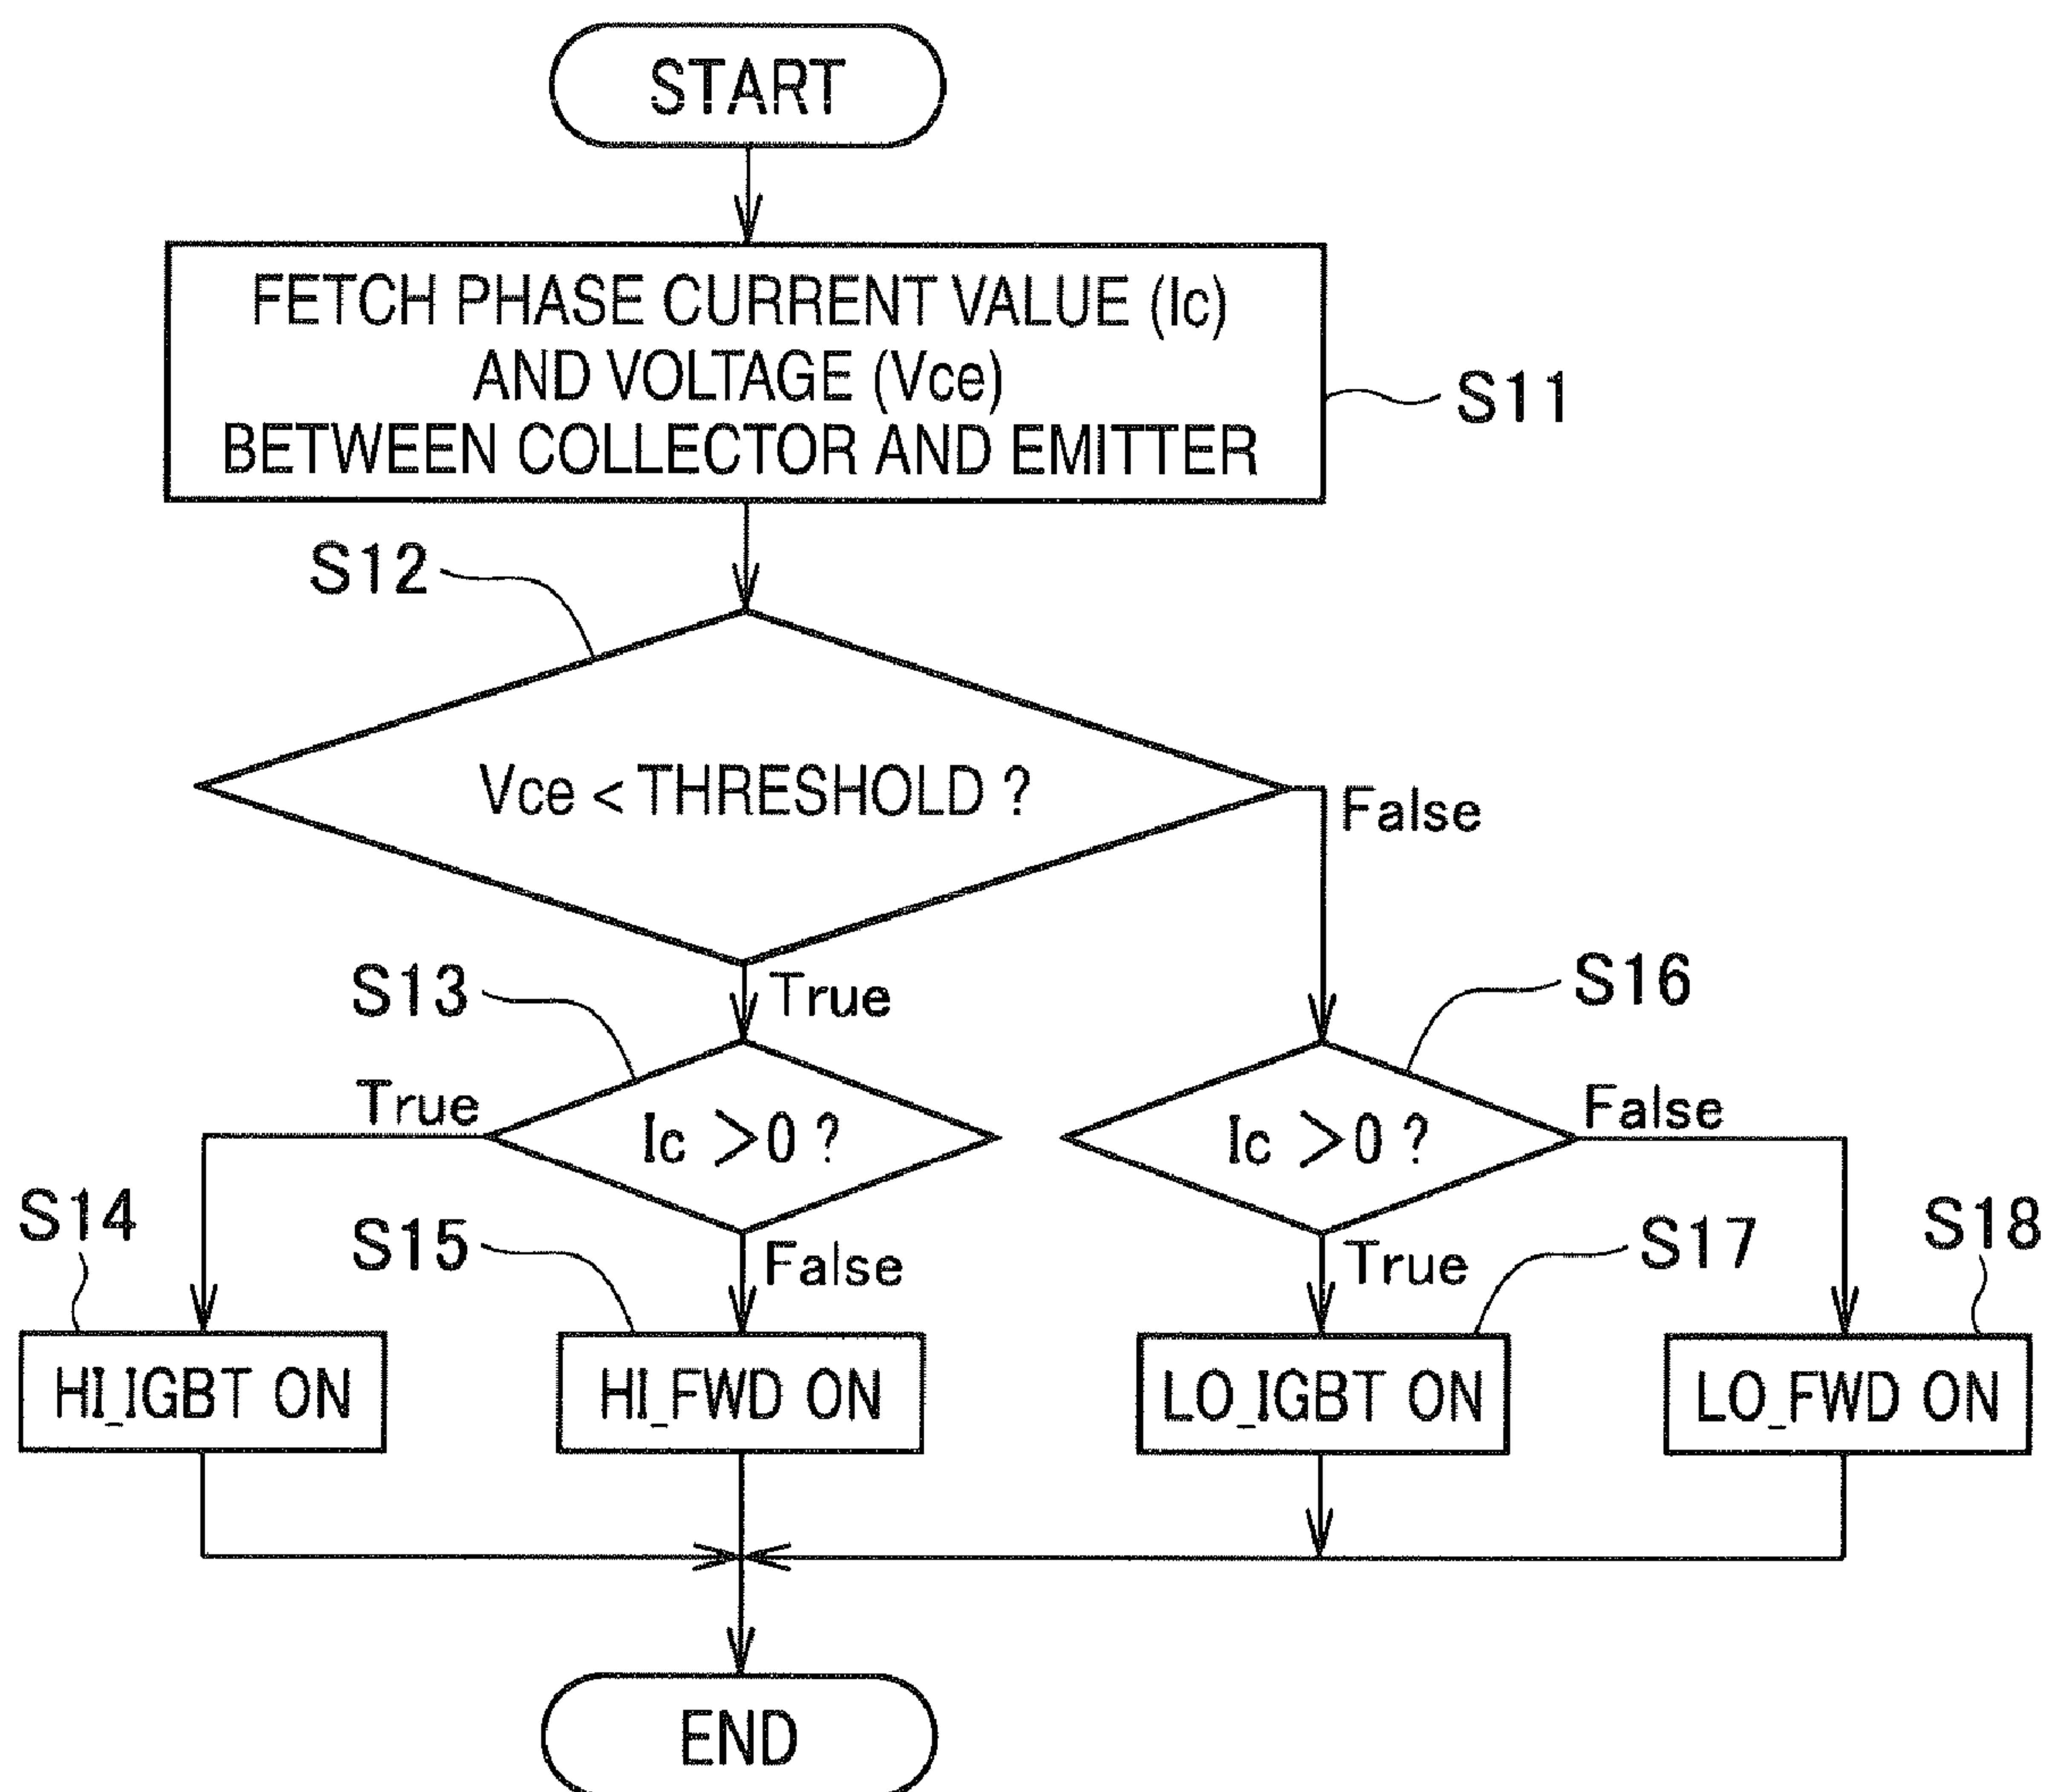 START
FETCH PHASE CURRENT VALUE (Ic)
AND VOLTAGE (Vce)
BETWEEN COLLECTOR AND EMITTER
S11
S12
Vce < THRESHOLD ?
False
S13
True
S16
True
Ic >0 ?
Ic >0 ?
False
S14
S15
False
True
S17
S18
HI_IGBT ON
HI_FWD ON
LO_IGBT ON
LO_FWD ON
END